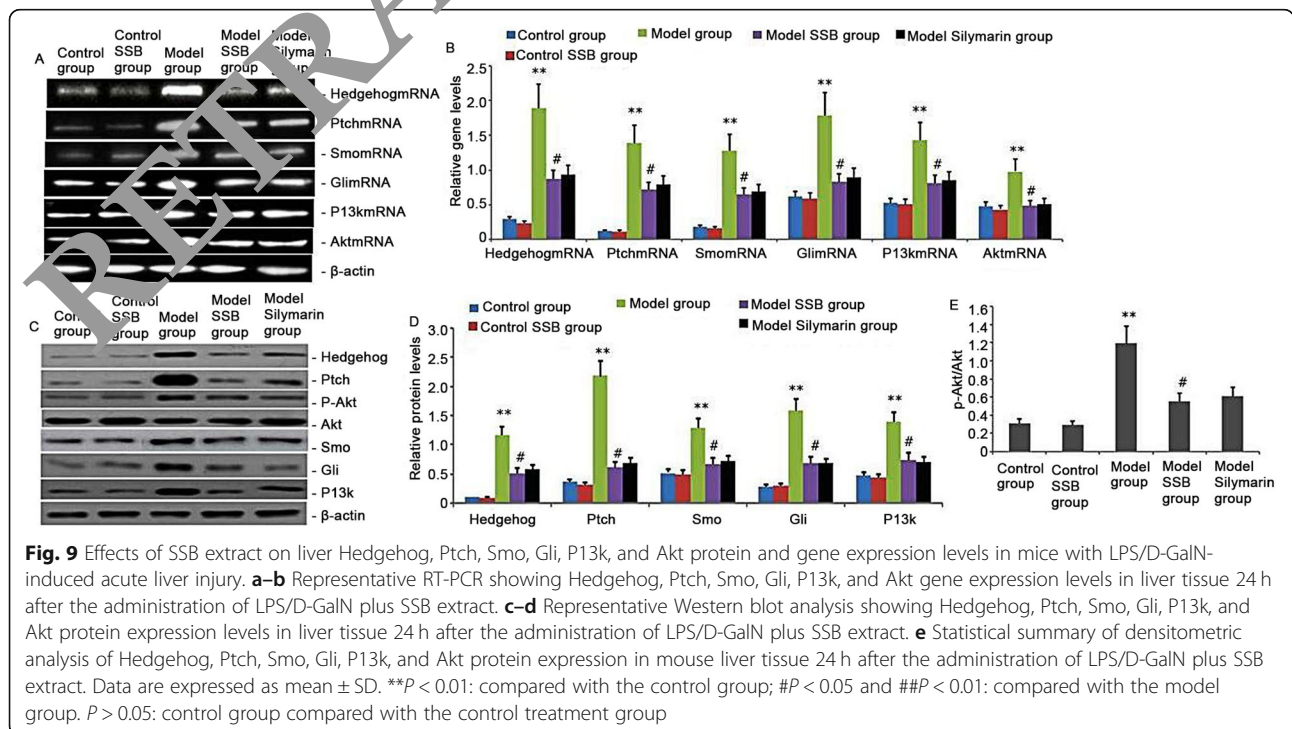 RETRA
A
Control group
Control SSB group
Model group
Model SSB group
Model Silymarin group
- HedgehogmRNA
- PtchmRNA
- SmomRNA
- GlimRNA
- P13kmRNA
- AktmRNA
- β-actin
B
Control group
Model group
Model SSB group
Model Silymarin group
Control SSB group
Relative gene levels
2.5
2.0
1.5
1.0
0.5
0
** # ** # ** # ** # ** # ** #
HedgehogmRNA PtchmRNA SmomRNA GlimRNA P13kmRNA AktmRNA
C
group
Control SSB group
Model group
Model SSB group
Model Silymarin group
- Hedgehog
- Ptch
- P-Akt
- Akt
- Smo
- Gli
- P13k
- β-actin
D
Control group
Model group
Model SSB group
Control SSB group
Model Silymarin group
Relative protein levels
3.0
2.5
2.0
1.5
1.0
0.5
0.0
** # ** # ** # ** # ** #
Hedgehog Ptch Smo Gli P13k
E
p-Akt/Akt
1.6
1.4
1.2
1.0
0.8
0.6
0.4
0.2
0
** #
Control group
Control SSB group
Model group
Model SSB group
Model Silymarin group
Fig. 9 Effects of SSB extract on liver Hedgehog, Ptch, Smo, Gli, P13k, and Akt protein and gene expression levels in mice with LPS/D-GalN-
induced acute liver injury. a–b Representative RT-PCR showing Hedgehog, Ptch, Smo, Gli, P13k, and Akt gene expression levels in liver tissue 24 h
after the administration of LPS/D-GalN plus SSB extract. c–d Representative Western blot analysis showing Hedgehog, Ptch, Smo, Gli, P13k, and
Akt protein expression levels in liver tissue 24 h after the administration of LPS/D-GalN plus SSB extract. e Statistical summary of densitometric
analysis of Hedgehog, Ptch, Smo, Gli, P13k, and Akt protein expression in mouse liver tissue 24 h after the administration of LPS/D-GalN plus SSB
extract. Data are expressed as mean ± SD. **P < 0.01: compared with the control group; #P < 0.05 and ##P < 0.01: compared with the model
group. P > 0.05: control group compared with the control treatment group